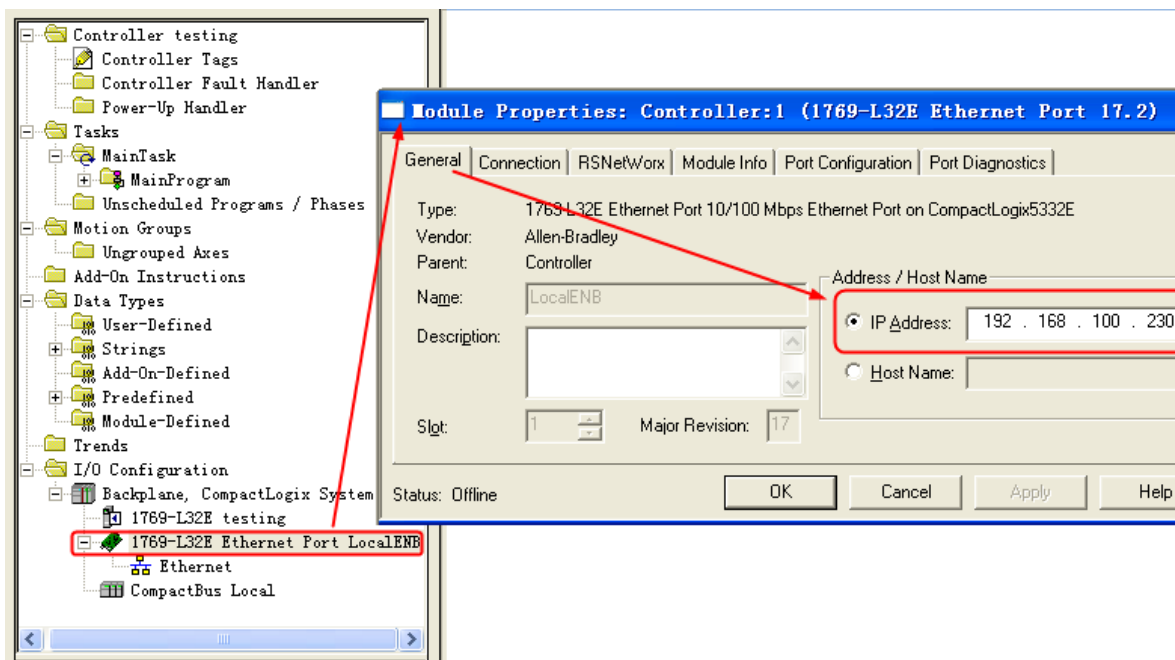 Controller testing
Controller Tags
Controller Fault Handler
Power-Up Handler
Tasks
MainTask
MainProgram
Unscheduled Programs / Phases
Motion Groups
Ungrouped Axes
Add-On Instructions
Data Types
User-Defined
Strings
Add-On-Defined
Predefined
Module-Defined
Trends
I/O Configuration
Backplane, CompactLogix System
1769-L32E testing
1769-L32E Ethernet Port LocalENB
Ethernet
CompactBus Local
Module Properties: Controller:1 (1769-L32E Ethernet Port 17.2)
General Connection RSNetWorx Module Info Port Configuration Port Diagnostics
Type: 1769-L32E Ethernet Port 10/100 Mbps Ethernet Port on CompactLogix5332E
Vendor: Allen-Bradley
Parent: Controller
Name: LocalENB
Description:
Slot: 1 Major Revision: 17
Address / Host Name
IP Address: 192 . 168 . 100 . 230
Host Name:
Status: Offline OK Cancel Apply Help